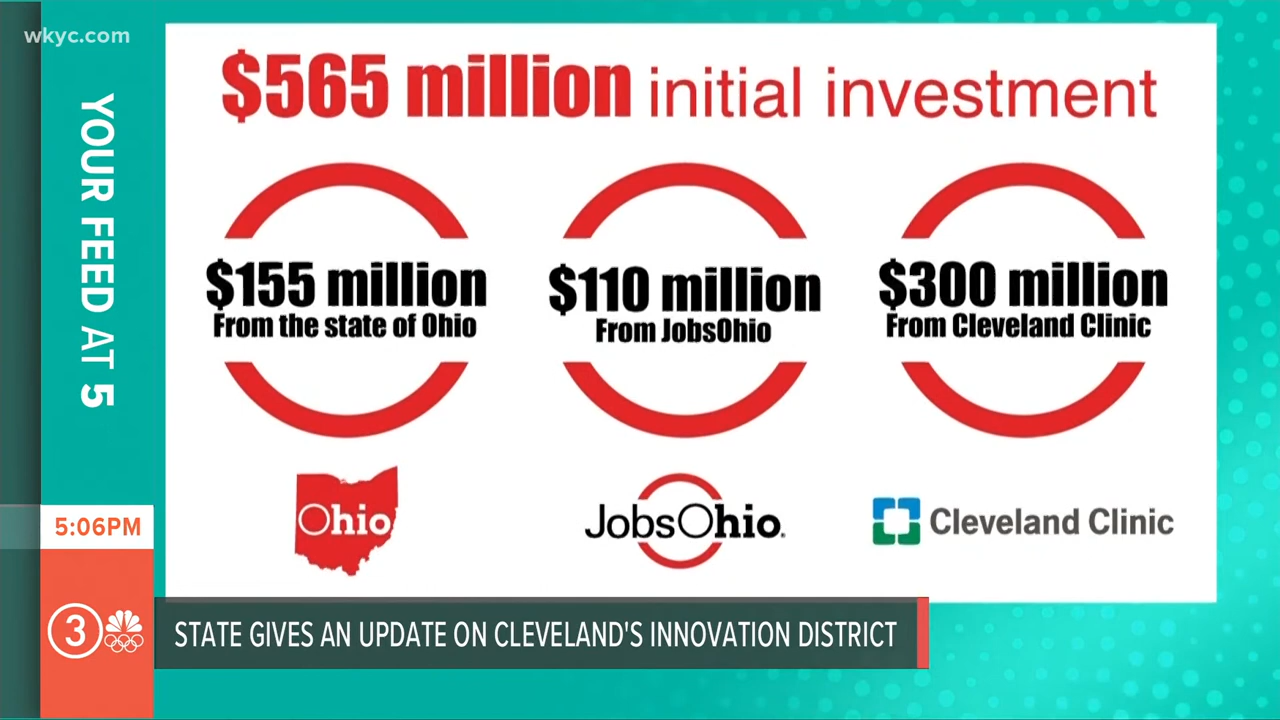 wkyc.com
YOUR FEED AT 5
$565 million initial investment
$155 million
From the state of Ohio
$110 million
From JobsOhio
$300 million
From Cleveland Clinic
Ohio
JobsOhio.
Cleveland Clinic
5:06PM
3
STATE GIVES AN UPDATE ON CLEVELAND'S INNOVATION DISTRICT